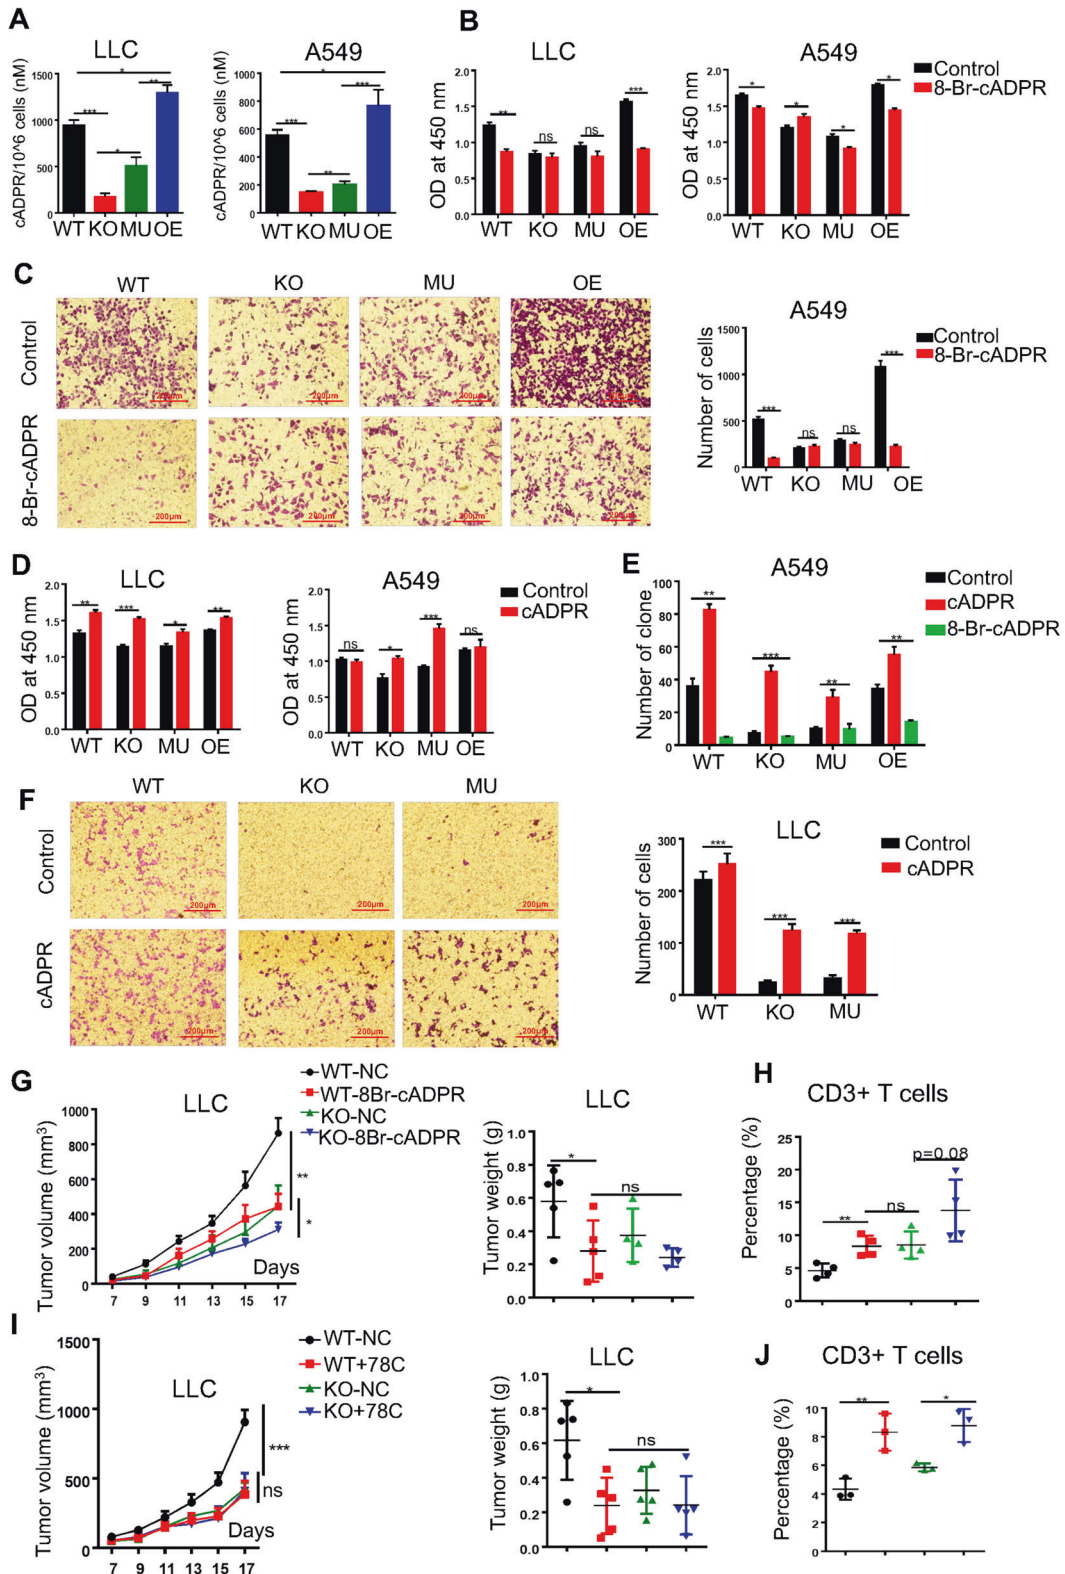 A
LLC
cADPR/10^6 cells (nM)
1500
1000
500
0
***
*
**
*
WT KO MU OE
A549
cADPR/10^6 cells (nM)
1000
800
600
400
200
0
***
**
***
*
WT KO MU OE
B
LLC
OD at 450 nm
2.0
1.5
1.0
0.5
0.0
**
ns
ns
***
WT KO MU OE
A549
OD at 450 nm
2.0
1.5
1.0
0.5
0.0
*
*
*
*
WT KO MU OE
Control
8-Br-cADPR
C
WT KO MU OE
Control
200μm 200μm 200μm
8-Br-cADPR
200μm 200μm 200μm 200μm
A549
Control
8-Br-cADPR
Number of cells
1500
1000
500
0
***
ns
ns
***
WT KO MU OE
D
LLC
OD at 450 nm
2.0
1.5
1.0
0.5
0.0
**
***
*
**
WT KO MU OE
A549
OD at 450 nm
2.0
1.5
1.0
0.5
0.0
ns
*
***
ns
WT KO MU OE
Control
cADPR
E
A549
Control
cADPR
8-Br-cADPR
Number of clone
100
80
60
40
20
0
**
***
**
**
WT KO MU OE
F
WT KO MU
Control
200μm 200μm 200μm
cADPR
200μm 200μm 200μm
LLC
Control
cADPR
Number of cells
300
200
100
0
***
***
***
WT KO MU
G
LLC
WT-NC
WT-8Br-cADPR
KO-NC
KO-8Br-cADPR
Tumor volume (mm³)
1000
800
600
400
200
0
**
*
Days
7 9 11 13 15 17
LLC
Tumor weight (g)
1.0
0.8
0.6
0.4
0.2
0.0
*
ns
H
CD3+ T cells
Percentage (%)
25
20
15
10
5
0
**
ns
p=0.08
I
LLC
WT-NC
WT+78C
KO-NC
KO+78C
Tumor volume (mm³)
1500
1000
500
0
***
ns
Days
7 9 11 13 15 17
LLC
Tumor weight (g)
1.0
0.8
0.6
0.4
0.2
0.0
*
ns
J
CD3+ T cells
Percentage (%)
10
8
6
4
2
0
**
*